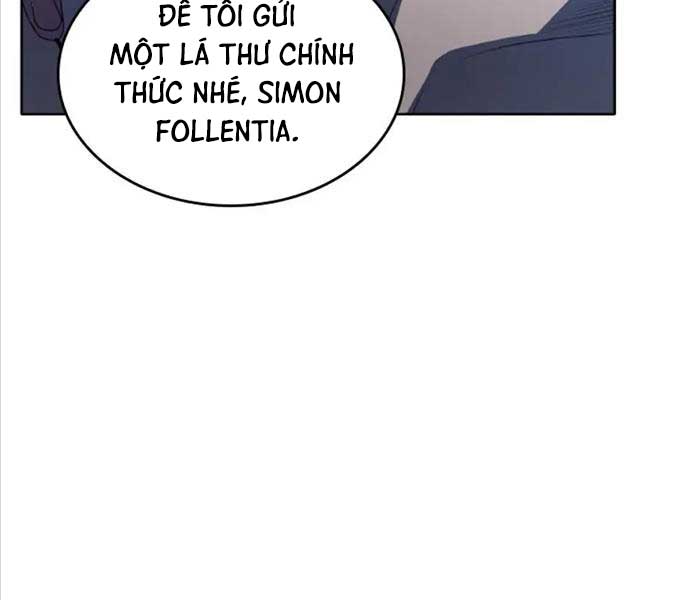 ĐỂ TÔI GỬI
MỘT LÁ THƯ CHÍNH
THỨC NHÉ, SIMON
FOLLENTIA.